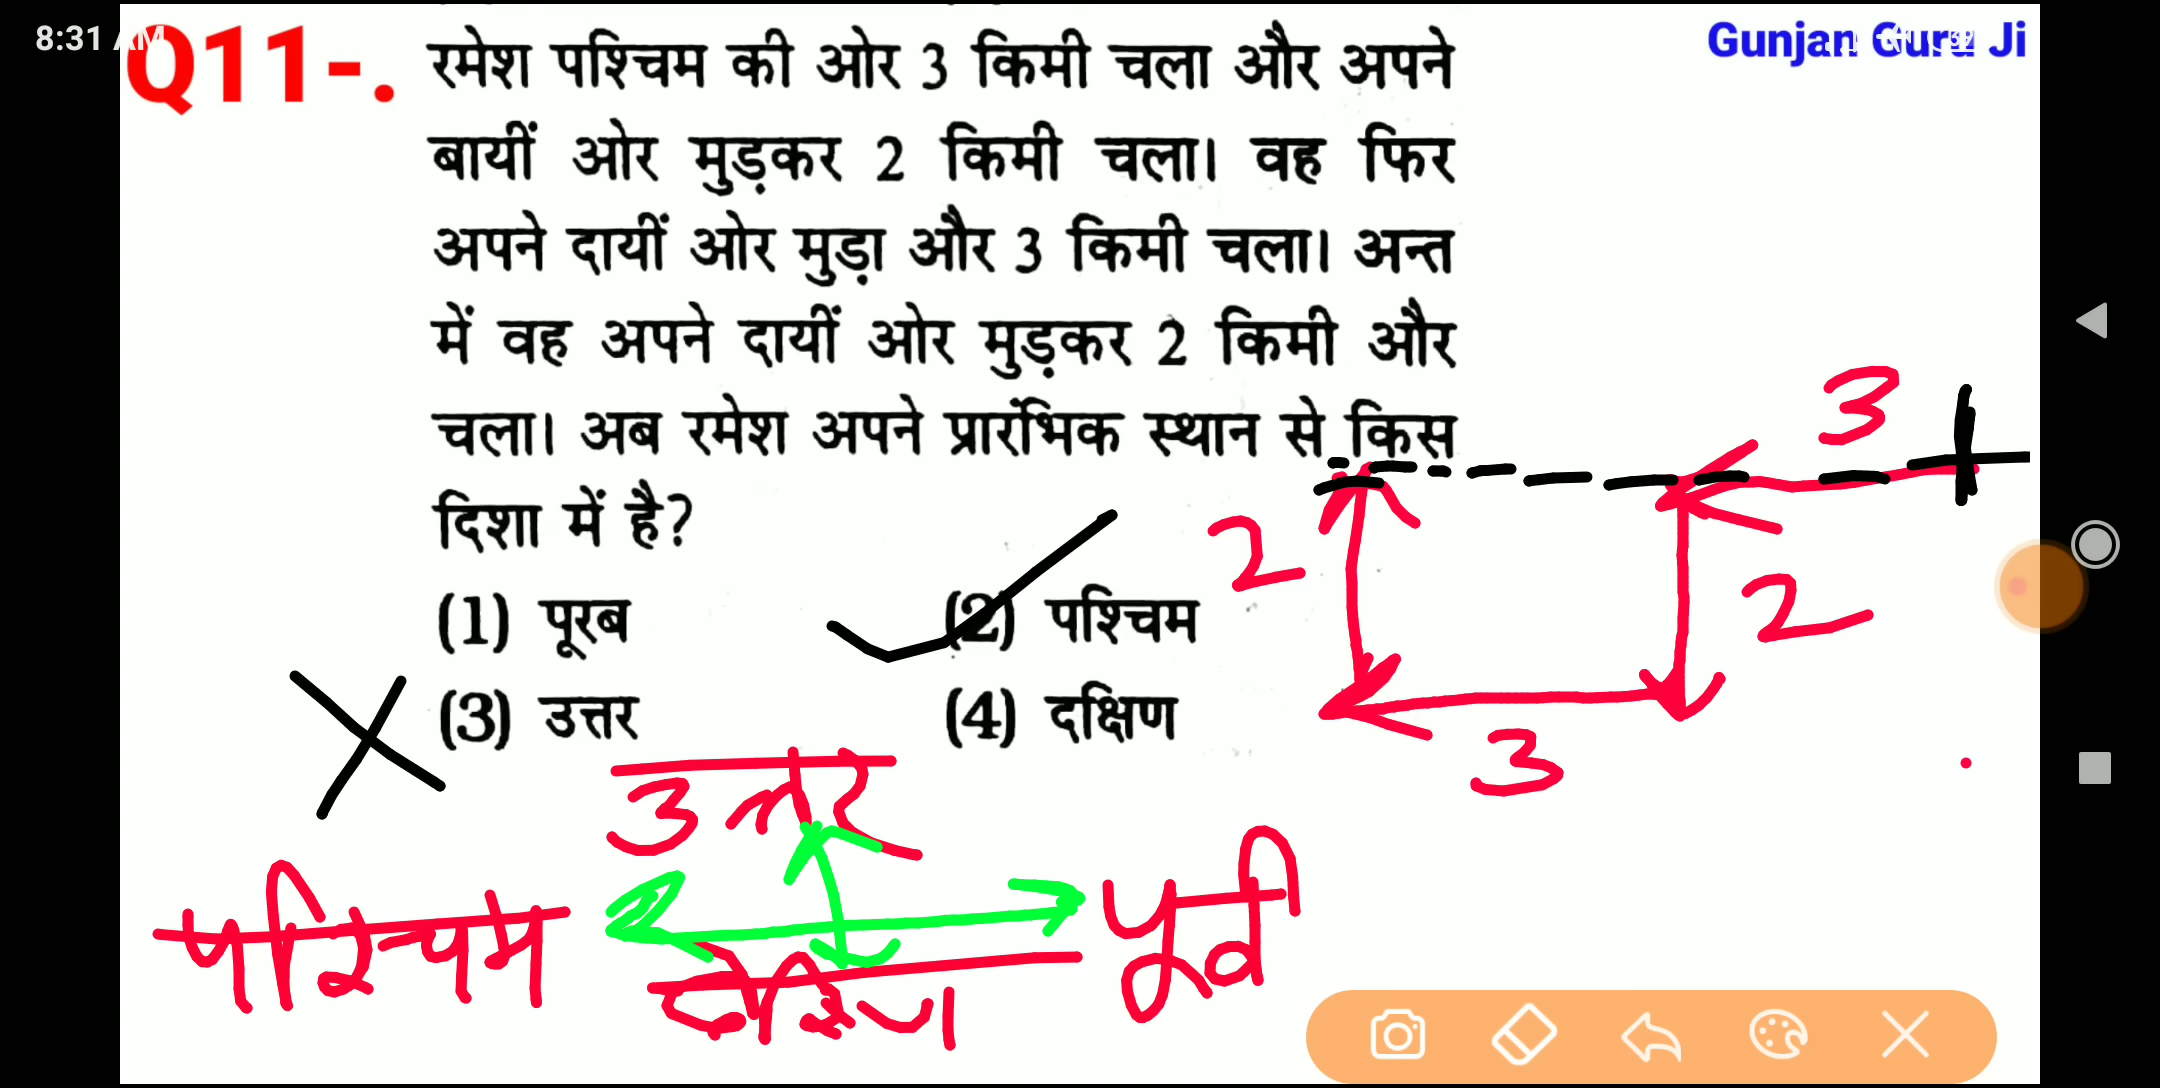 8:31 AM
Q11-.
Gunjan Guru Ji
रमेश पश्चिम की ओर 3 किमी चला और अपने
बायीं ओर मुड़कर 2 किमी चला। वह फिर
अपने दायीं ओर मुड़ा और 3 किमी चला। अन्त
में वह अपने दायीं ओर मुड़कर 2 किमी और
चला। अब रमेश अपने प्रारंभिक स्थान से किस
दिशा में है?
(1) पूरब (2) पश्चिम
(3) उत्तर (4) दक्षिण
3
2 2
3
उत्तर
पश्चिम पूर्व
दक्षिण